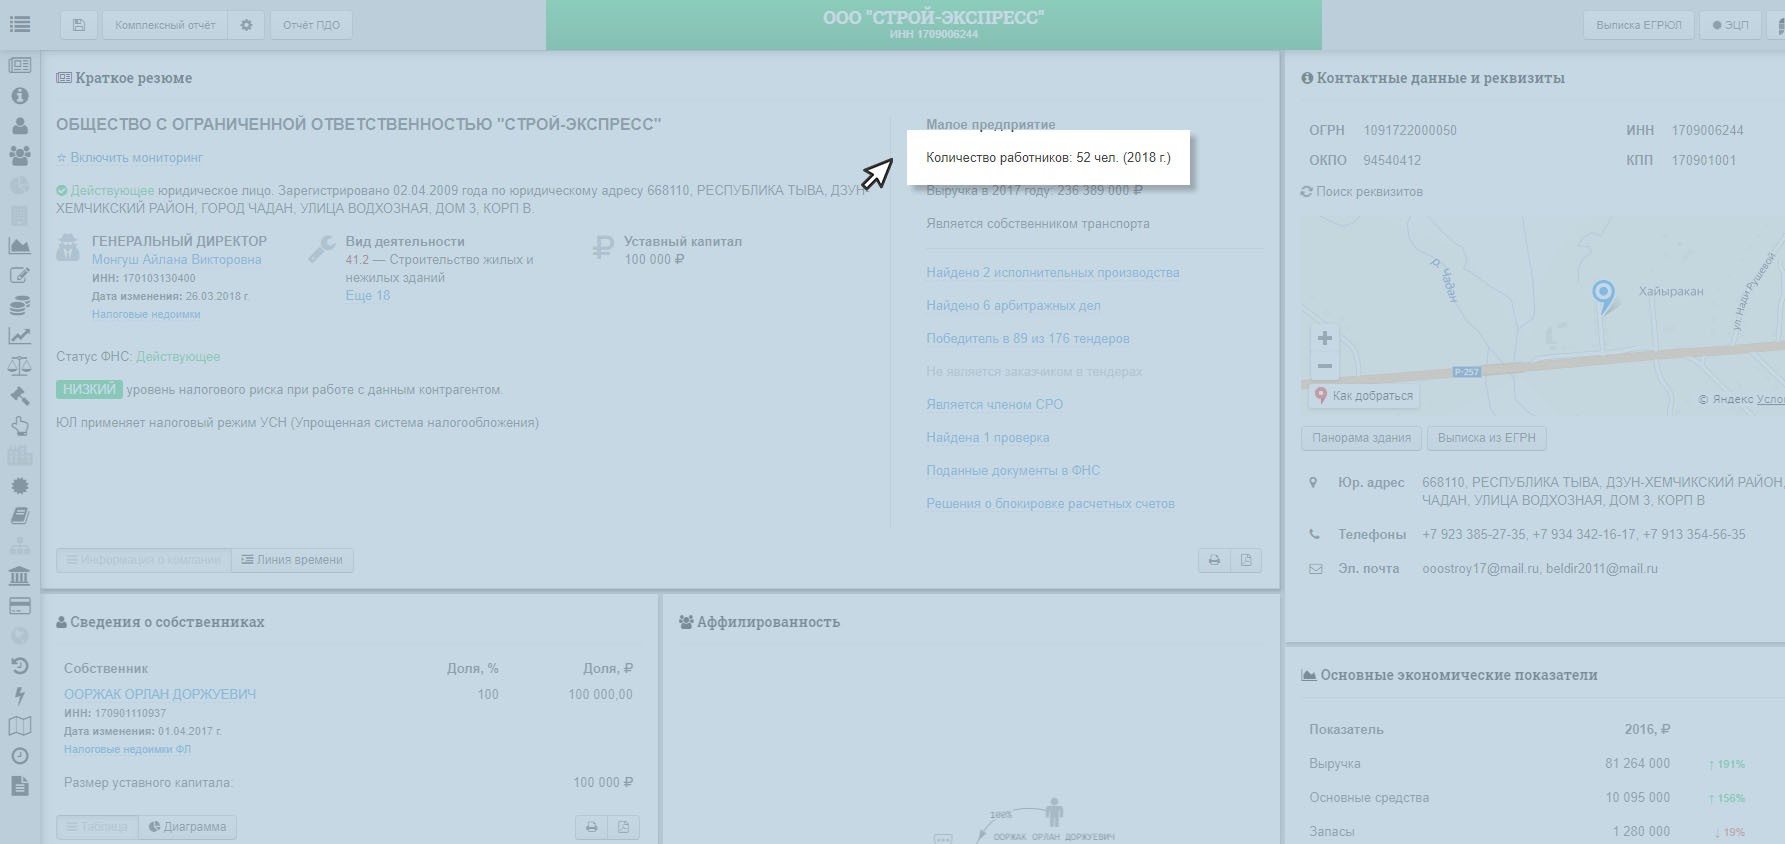 Комплексный отчёт
Отчёт ПДО
ООО "СТРОЙ-ЭКСПРЕСС"
ИНН 1709006244
Выписка ЕГРЮЛ
ЭЦП
Краткое резюме
ОБЩЕСТВО С ОГРАНИЧЕННОЙ ОТВЕТСТВЕННОСТЬЮ "СТРОЙ-ЭКСПРЕСС"
Включить мониторинг
Действующее юридическое лицо. Зарегистрировано 02.04.2009 года по юридическому адресу 668110, РЕСПУБЛИКА ТЫВА, ДЗУН-
ХЕМЧИКСКИЙ РАЙОН, ГОРОД ЧАДАН, УЛИЦА ВОДХОЗНАЯ, ДОМ 3, КОРП В.
ГЕНЕРАЛЬНЫЙ ДИРЕКТОР
Монгуш Айлана Викторовна
ИНН: 170103130400
Дата изменения: 26.03.2018 г.
Налоговые недоимки
Вид деятельности
41.2 — Строительство жилых и
нежилых зданий
Еще 18
Уставный капитал
100 000 ₽
Статус ФНС: Действующее
НИЗКИЙ уровень налогового риска при работе с данным контрагентом.
ЮЛ применяет налоговый режим УСН (Упрощенная система налогообложения)
Информация о компании
Линия времени
Малое предприятие
Количество работников: 52 чел. (2018 г.)
Выручка в 2017 году: 236 389 000 ₽
Является собственником транспорта
Найдено 2 исполнительных производства
Найдено 6 арбитражных дел
Победитель в 89 из 176 тендеров
Не является заказчиком в тендерах
Является членом СРО
Найдена 1 проверка
Поданные документы в ФНС
Решения о блокировке расчетных счетов
Контактные данные и реквизиты
ОГРН 1091722000050 ИНН 1709006244
ОКПО 94540412 КПП 170901001
Поиск реквизитов
р. Чадан
Хайыракан
ул. Нади Рушевой
Р-257
Как добраться
© Яндекс Усло
Панорама здания
Выписка из ЕГРН
Юр. адрес 668110, РЕСПУБЛИКА ТЫВА, ДЗУН-ХЕМЧИКСКИЙ РАЙОН,
ЧАДАН, УЛИЦА ВОДХОЗНАЯ, ДОМ 3, КОРП В
Телефоны +7 923 385-27-35, +7 934 342-16-17, +7 913 354-56-35
Эл. почта ooostroy17@mail.ru, beldir2011@mail.ru
Сведения о собственниках
Собственник Доля, % Доля, ₽
ООРЖАК ОРЛАН ДОРЖУЕВИЧ 100 100 000,00
ИНН: 170901110937
Дата изменения: 01.04.2017 г.
Налоговые недоимки ФЛ
Размер уставного капитала: 100 000 ₽
Таблица
Диаграмма
Аффилированность
100%
ООРЖАК ОРЛАН ДОРЖУЕВИЧ
Основные экономические показатели
Показатель 2016, ₽
Выручка 81 264 000 ↑ 191%
Основные средства 10 095 000 ↑ 156%
Запасы 1 280 000 ↓ 19%